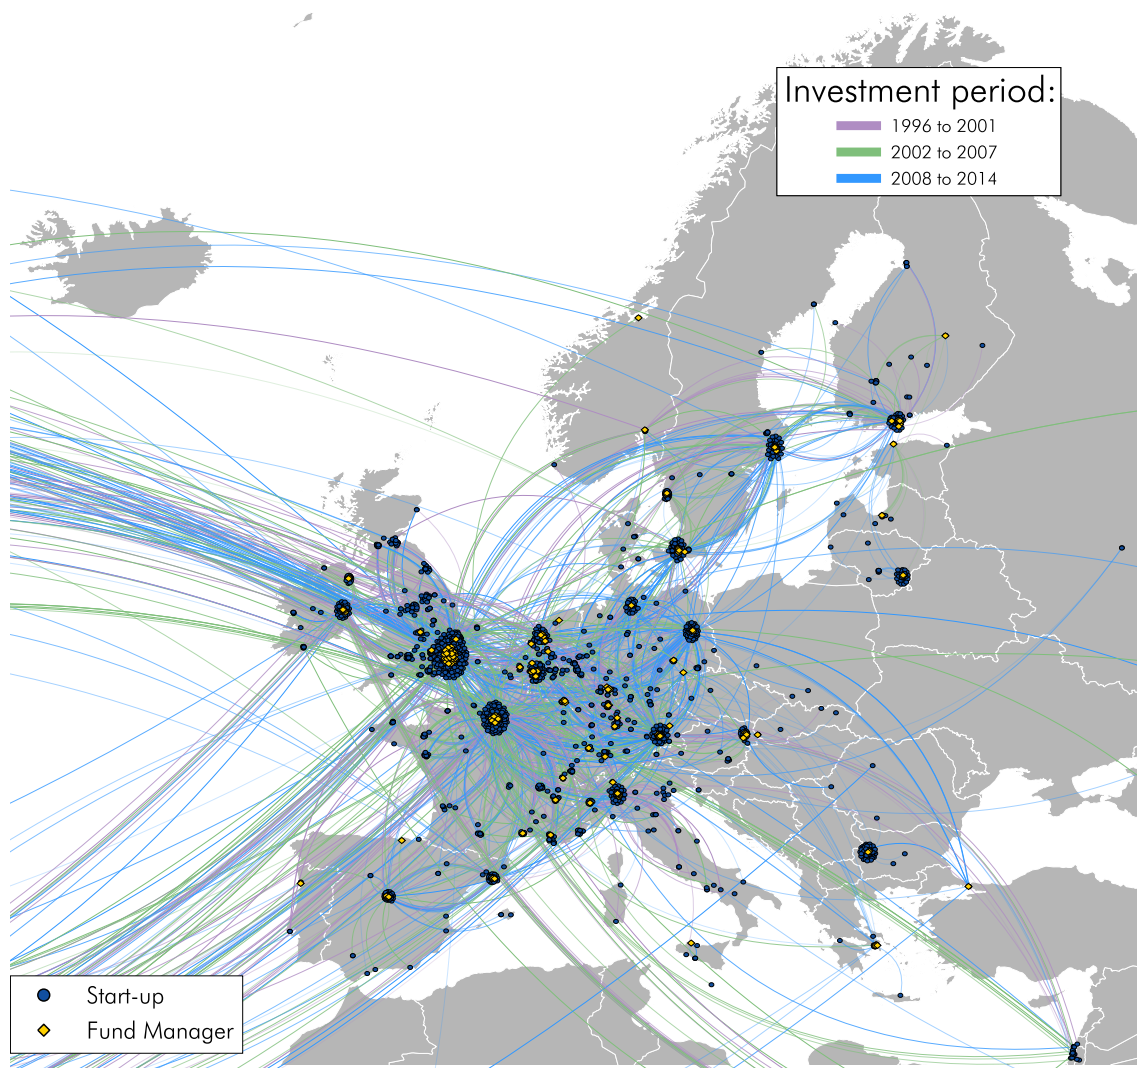 Investment period:
1996 to 2001
2002 to 2007
2008 to 2014
Start-up
Fund Manager